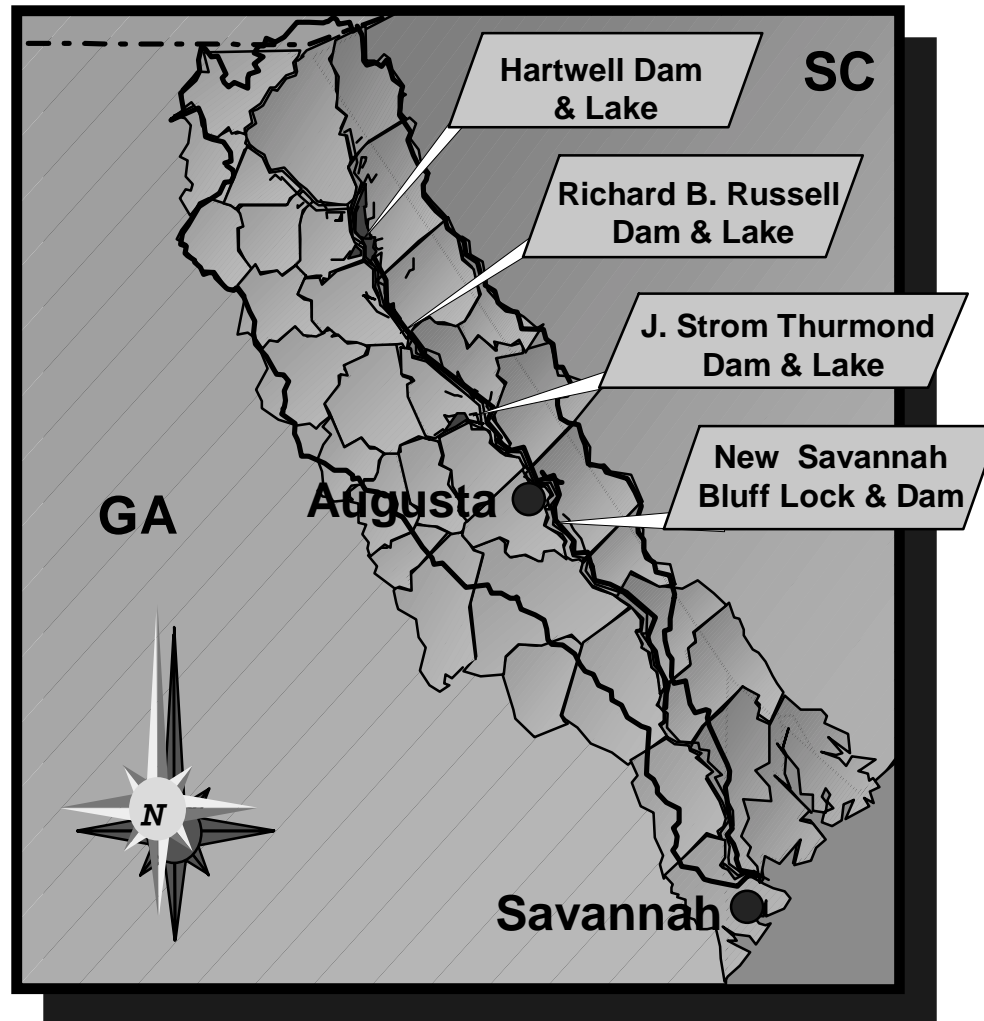 Hartwell Dam
& Lake
SC
Richard B. Russell
Dam & Lake
J. Strom Thurmond
Dam & Lake
New Savannah
Bluff Lock & Dam
Augusta
GA
N
Savannah